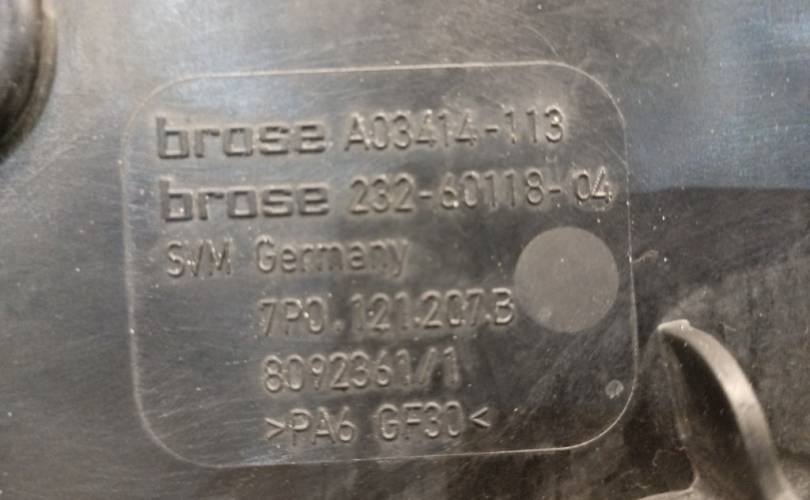 brose A03414-113
brose 232-60118-04
SVM Germany
7P0.121.207.B
8092361/1
>PA6 GF30<